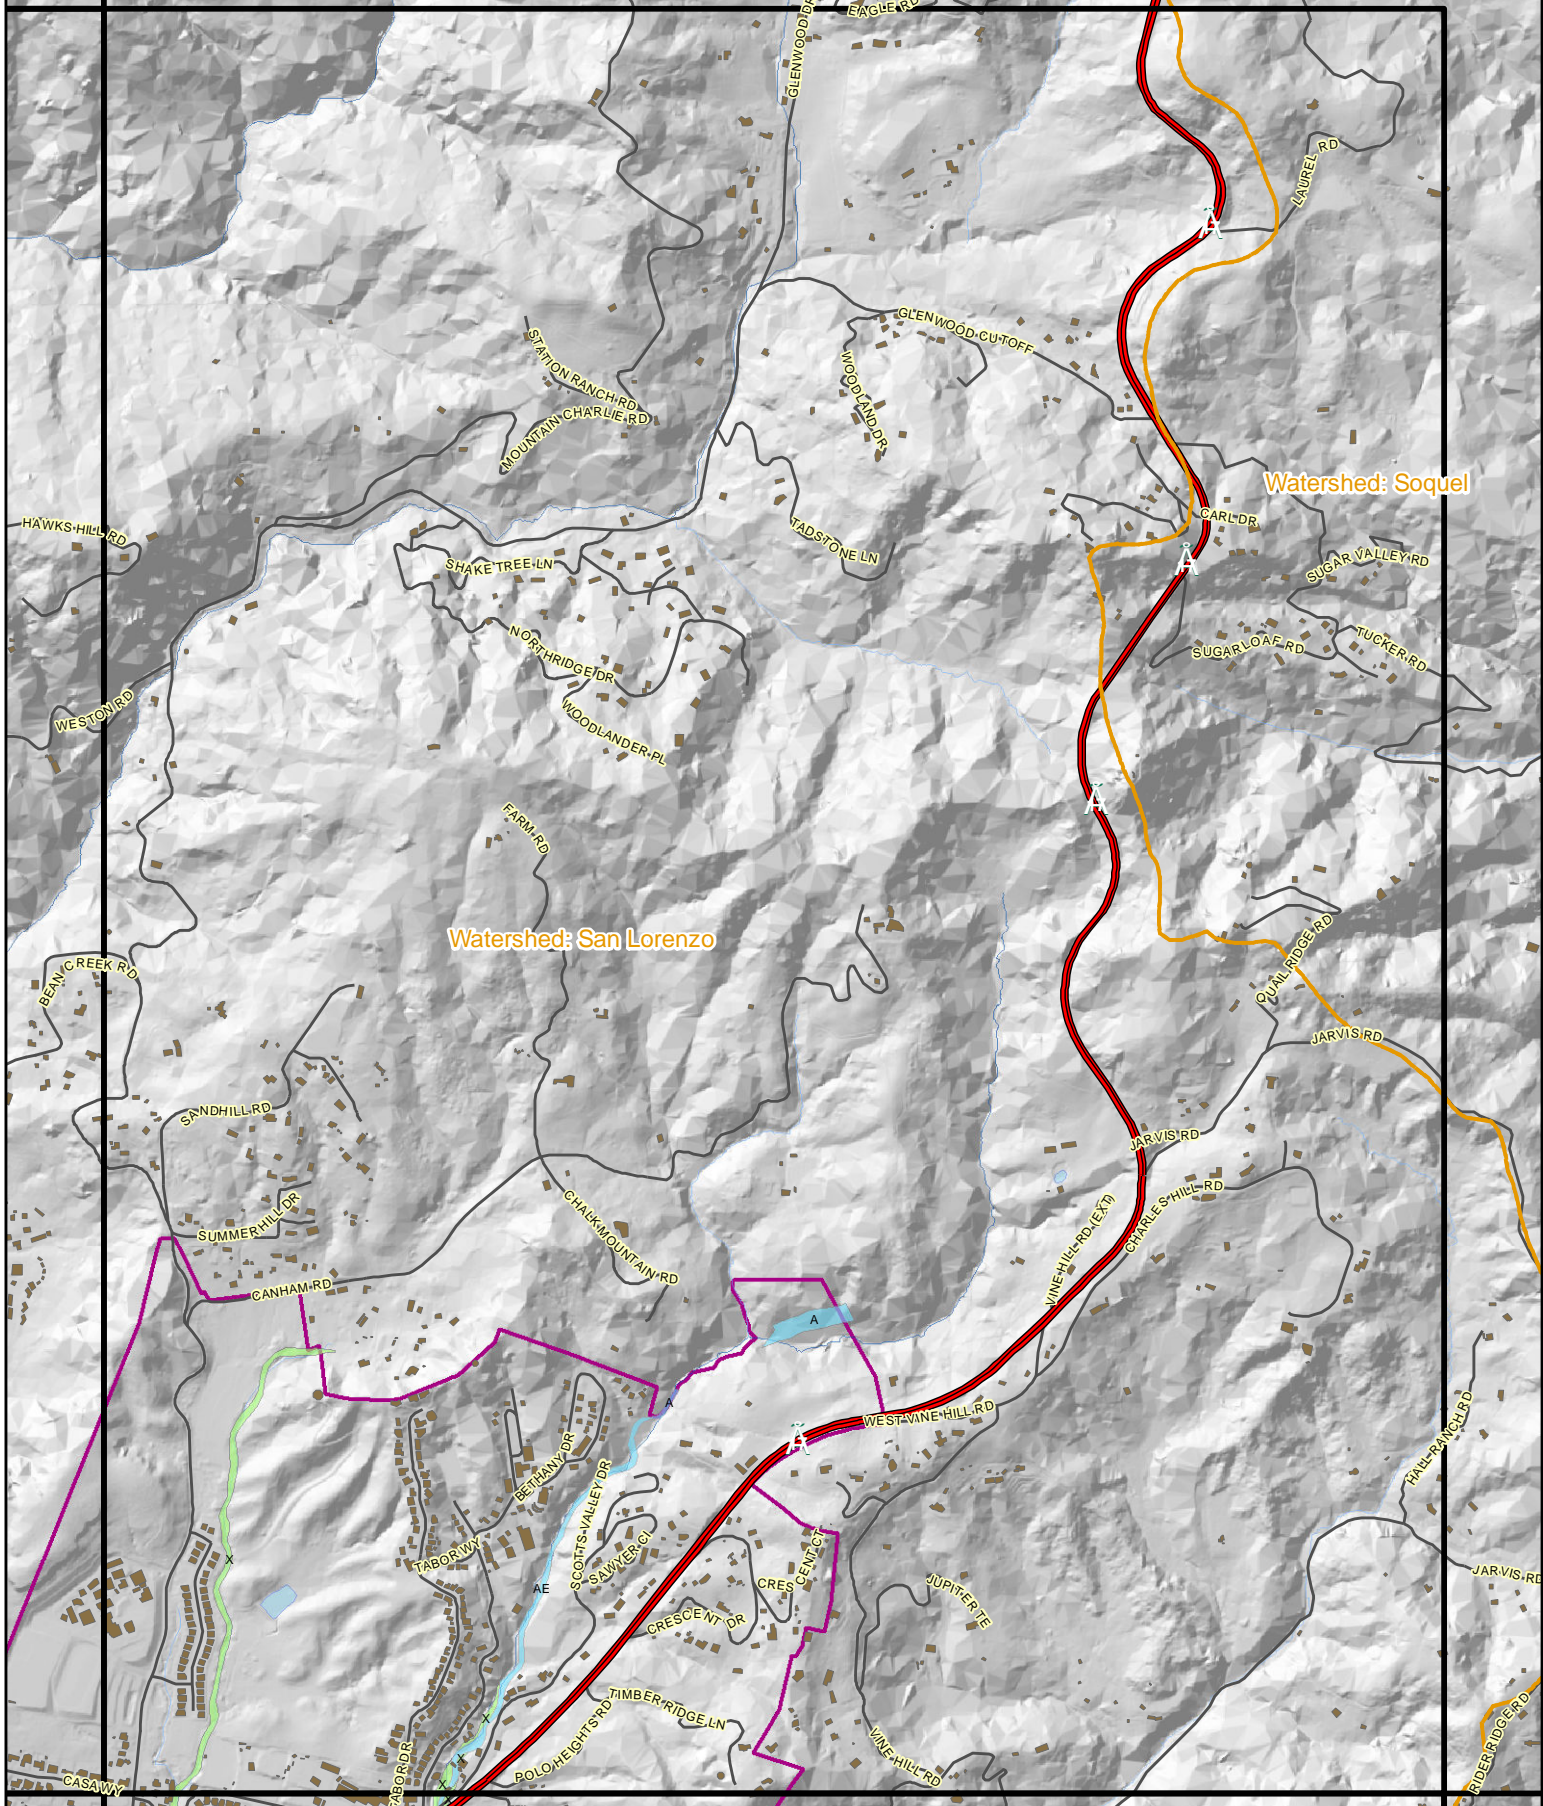 EAGLE RD
GLENWOOD DR
LAUREL RD
Å
GLENWOOD CUTOFF
STATION RANCH RD
WOODLAND DR
MOUNTAIN CHARLIE RD
Watershed: Soquel
HAWKS HILL RD
TADSTONE LN
CARL DR
Å
SUGAR VALLEY RD
SHAKE TREE LN
NORTHRIDGE DR
SUGARLOAF RD
TUCKER RD
WESTON RD
WOODLANDER PL
Å
FARM RD
Watershed: San Lorenzo
BEAN CREEK RD
QUAIL RIDGE RD
JARVIS RD
SANDHILL RD
JARVIS RD
SUMMERHILL DR
CHALK MOUNTAIN RD
CHARLES HILL RD
VINE HILL RD (EXT)
CANHAM RD
A
A
WEST VINE HILL RD
Å
HALL RANCH RD
BETHANY DR
SCOTTS VALLEY DR
TABOR WY
SAWYER CI
X
AE
CRES CENT CT
JUPITER TE
JARVIS RD
CRESCENT DR
TIMBER RIDGE LN
X
POLO HEIGHTS RD
VINE HILL RD
RIDER RIDGE RD
X
TABOR DR
CASA WY
X
X